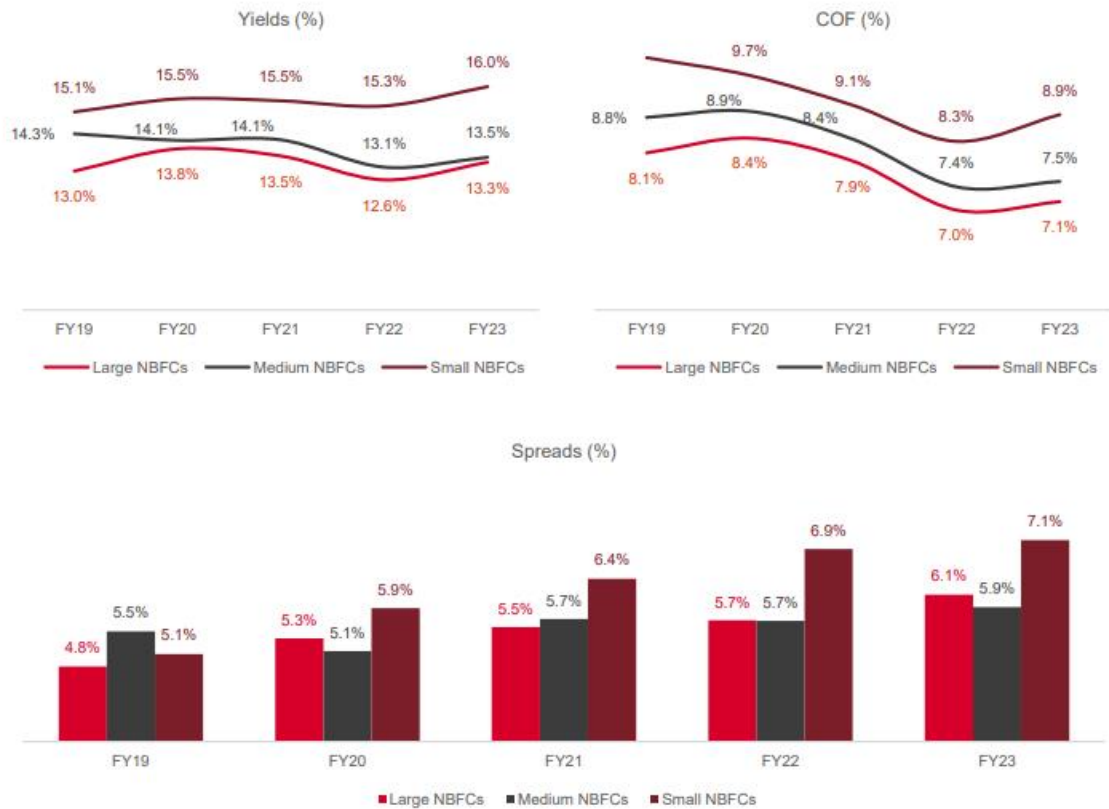 Yields (%)
15.1% 15.5% 15.5% 15.3% 16.0%
14.3% 14.1% 14.1% 13.1% 13.5%
13.0% 13.8% 13.5% 12.6% 13.3%
FY19 FY20 FY21 FY22 FY23
Large NBFCs Medium NBFCs Small NBFCs
COF (%)
9.7% 9.1% 8.3% 8.9%
8.8% 8.9% 8.4% 7.4% 7.5%
8.1% 8.4% 7.9% 7.0% 7.1%
FY19 FY20 FY21 FY22 FY23
Large NBFCs Medium NBFCs Small NBFCs
Spreads (%)
4.8% 5.5% 5.1% 5.3% 5.1% 5.9% 5.5% 5.7% 6.4% 5.7% 5.7% 6.9% 6.1% 5.9% 7.1%
FY19 FY20 FY21 FY22 FY23
Large NBFCs Medium NBFCs Small NBFCs